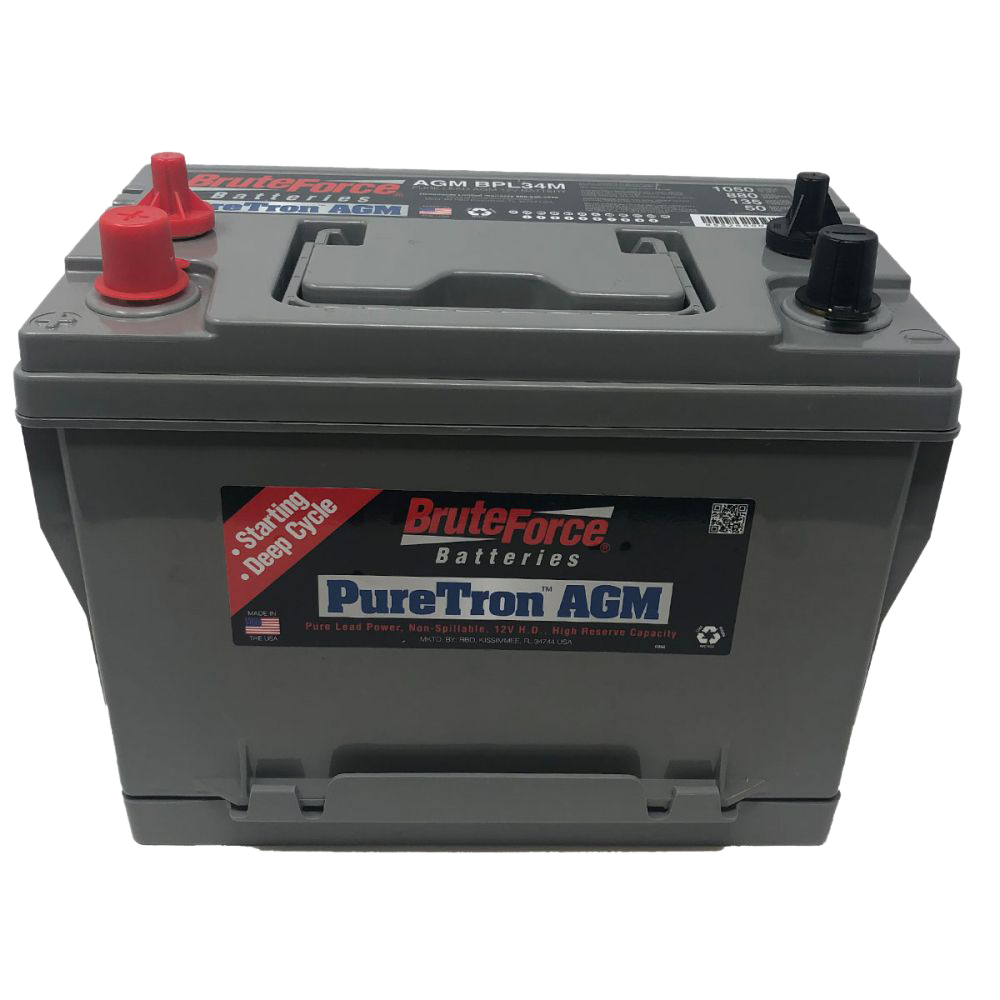 BruteForce
Batteries
PureTron AGM
AGM BPL34M
1050
880
135
50
• Starting
• Deep Cycle
BruteForce®
Batteries
PureTron™ AGM
MADE IN
THE USA
Pure Lead Power, Non-Spillable, 12V H.D., High Reserve Capacity
MKTD. BY: RBD, KISSIMMEE, FL 34744 USA